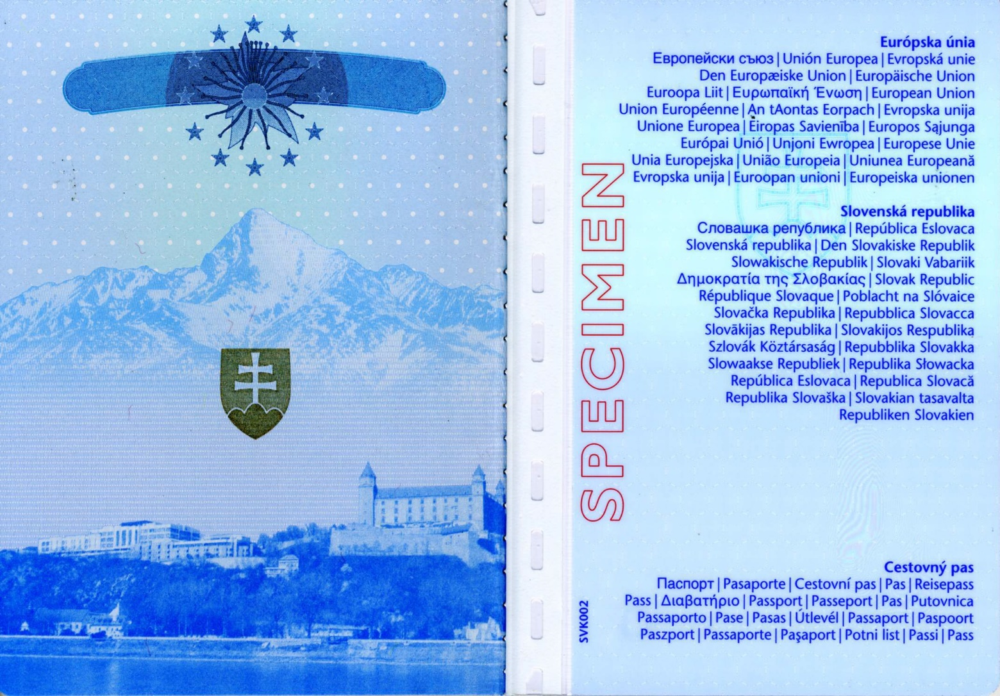 Európska únia
Европейски съюз | Unión Europea | Evropská unie
Den Europæiske Union | Europäische Union
Euroopa Liit | Ευρωπαϊκή Ένωση | European Union
Union Européenne | An tAontas Eorpach | Evropska unija
Unione Europea | Eiropas Savienība | Europos Sąjunga
Európai Unió | Unjoni Ewropea | Europese Unie
Unia Europejska | União Europeia | Uniunea Europeană
Evropska unija | Euroopan unioni | Europeiska unionen
Slovenská republika
Словашка република | República Eslovaca
Slovenská republika | Den Slovakiske Republik
Slowakische Republik | Slovaki Vabariik
Δημοκρατία της Σλοβακίας | Slovak Republic
République Slovaque | Poblacht na Slóvaice
Slovačka Republika | Repubblica Slovacca
Slovākijas Republika | Slovakijos Respublika
Szlovák Köztársaság | Repubblika Slovakka
Slowaakse Republiek | Republika Słowacka
República Eslovaca | Republica Slovacă
Republika Slovaška | Slovakian tasavalta
Republiken Slovakien
SPECIMEN
Cestovný pas
Паспорт | Pasaporte | Cestovní pas | Pas | Reisepass
Pass | Διαβατήριο | Passport | Passeport | Pas | Putovnica
Passaporto | Pase | Pasas | Útlevél | Passaport | Paspoort
Paszport | Passaporte | Paşaport | Potni list | Passi | Pass
SVK002